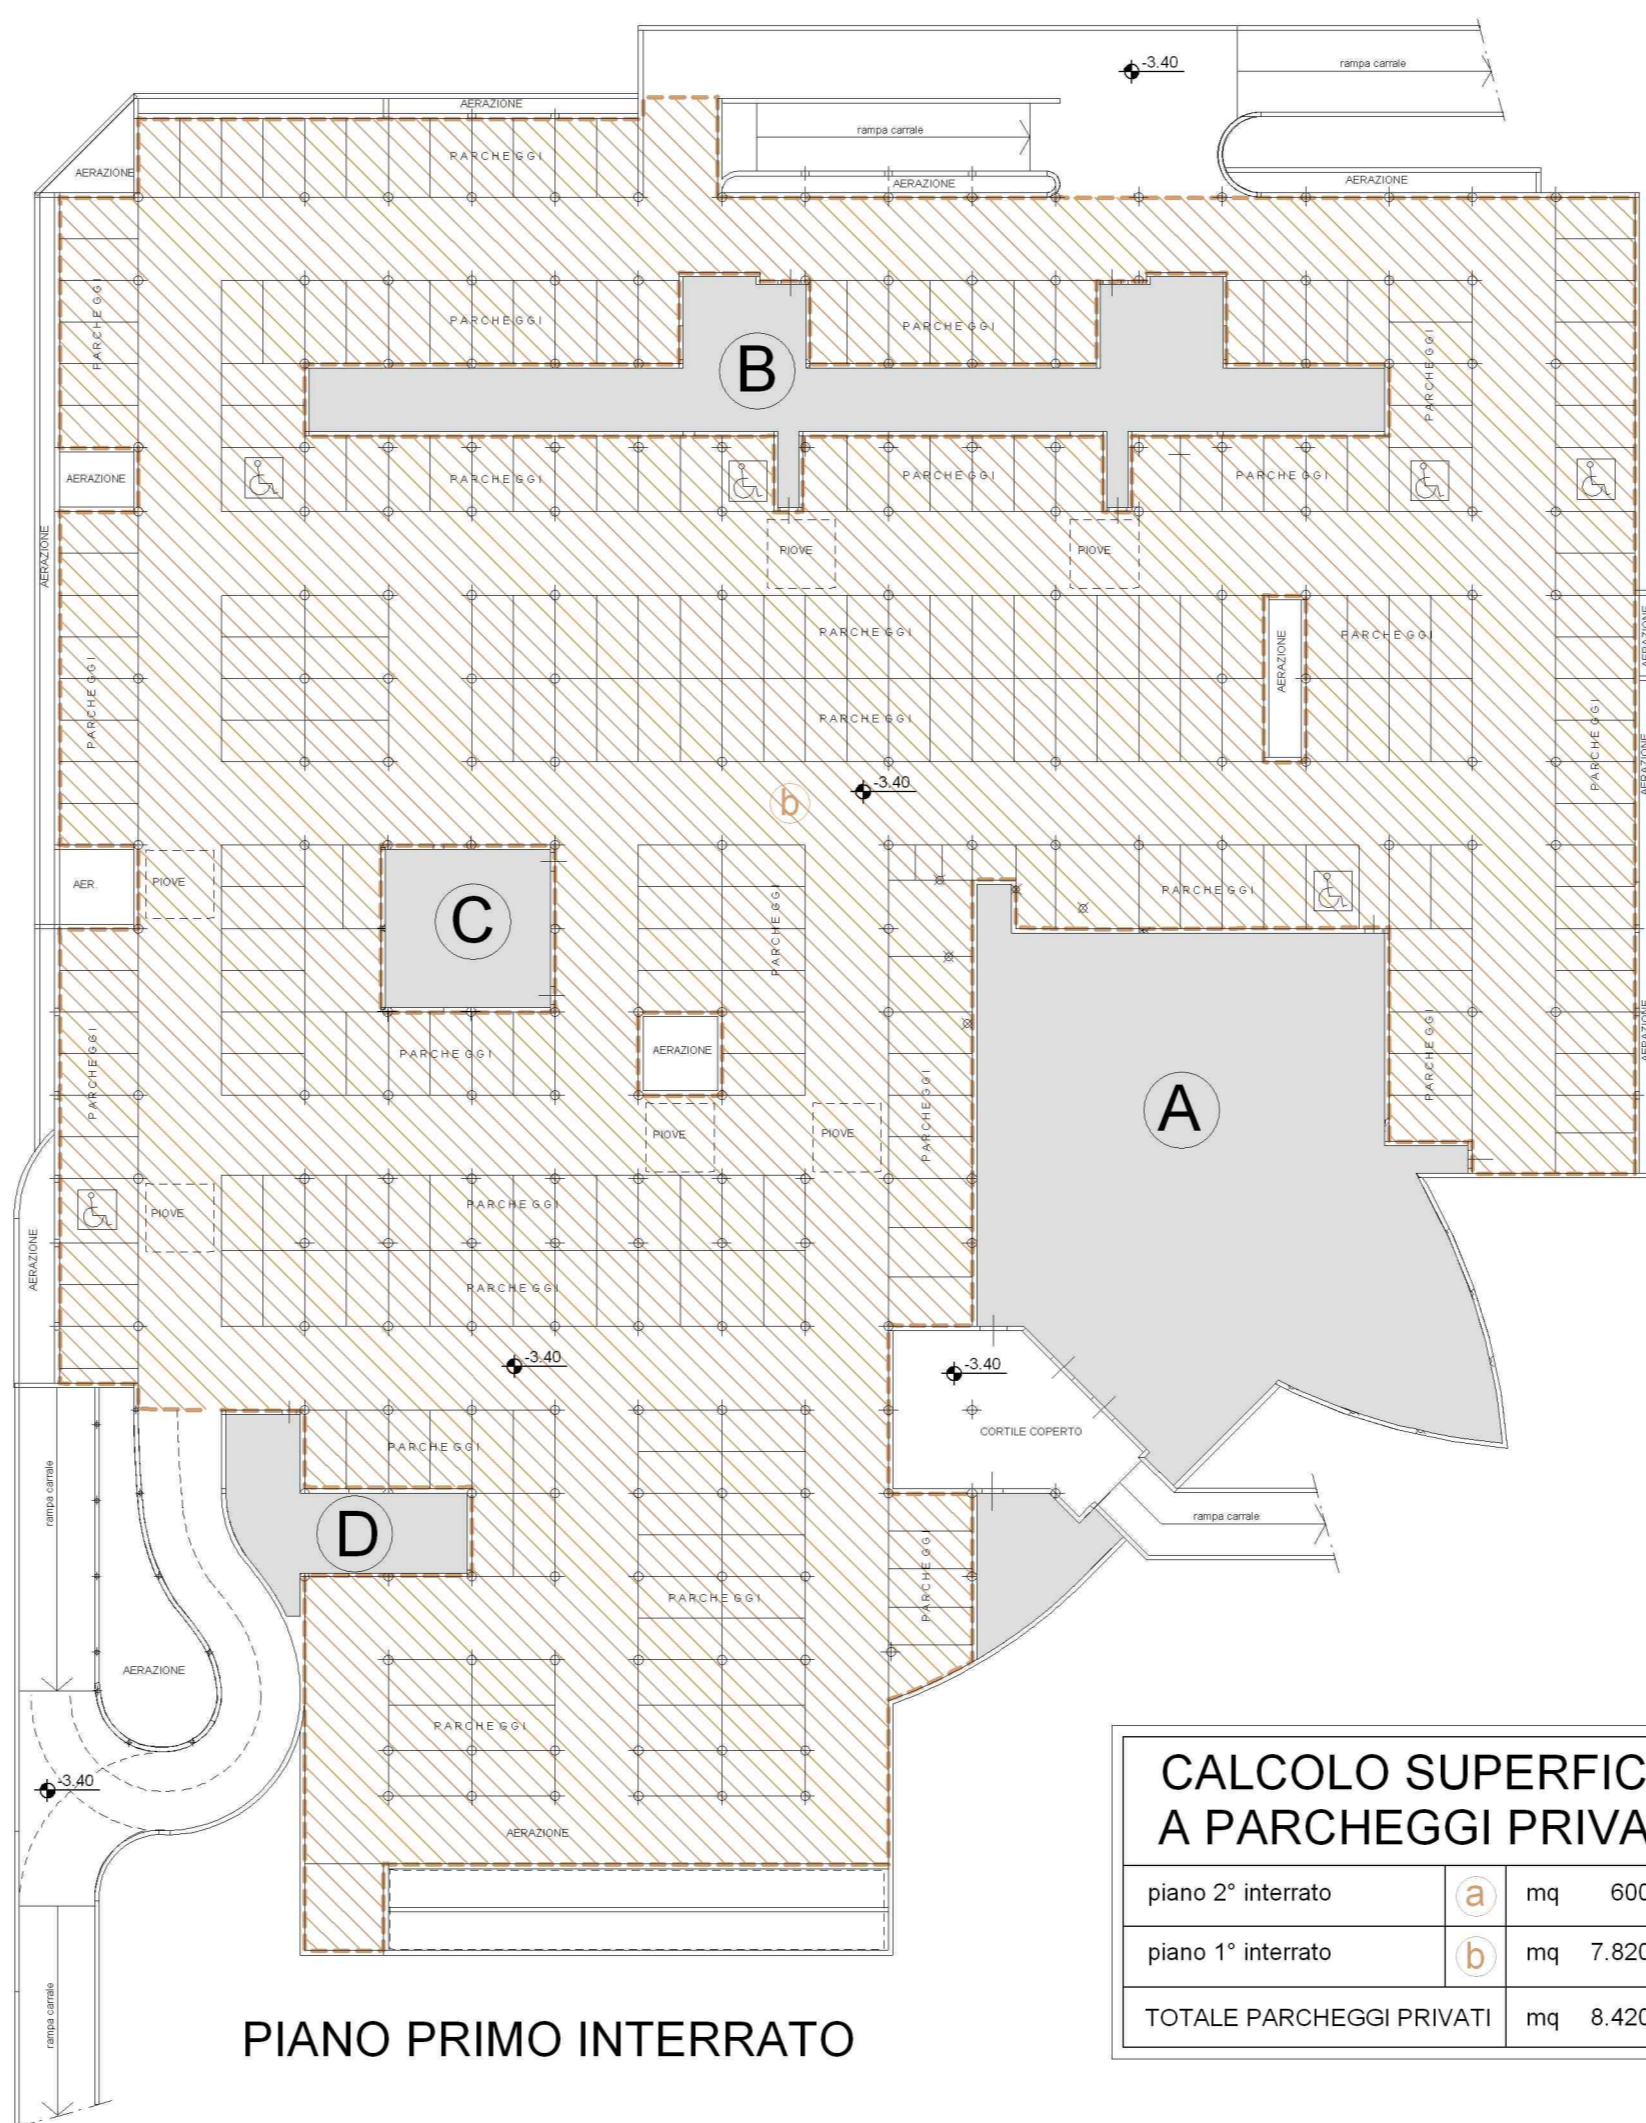 -3.40
rampa carrale
AERAZIONE
rampa carrale
PARCHEGGI
AERAZIONE
AERAZIONE
AERAZIONE
PARCHEGGI
PARCHEGGI
PARCHEGGI
PARCHEGGI
B
AERAZIONE
PARCHEGGI
PARCHEGGI
PARCHEGGI
AERAZIONE
PIOVE
PIOVE
PARCHEGGI
PARCHEGGI
AERAZIONE
AERAZIONE
PARCHEGGI
PARCHEGGI
PARCHEGGI
AERAZIONE
b
-3.40
AER.
PIOVE
C
PARCHEGGI
PARCHEGGI
PARCHEGGI
PARCHEGGI
AERAZIONE
PARCHEGGI
A
PARCHEGGI
AERAZIONE
PIOVE
PIOVE
PIOVE
PARCHEGGI
AERAZIONE
PARCHEGGI
-3.40
-3.40
CORTILE COPERTO
PARCHEGGI
rampa carrale
D
rampa carrale
PARCHEGGI
PARCHEGGI
AERAZIONE
PARCHEGGI
-3.40
AERAZIONE
rampa carrale
PIANO PRIMO INTERRATO
CALCOLO SUPERFIC
A PARCHEGGI PRIVA
piano 2° interrato a mq 600
piano 1° interrato b mq 7.820
TOTALE PARCHEGGI PRIVATI mq 8.420